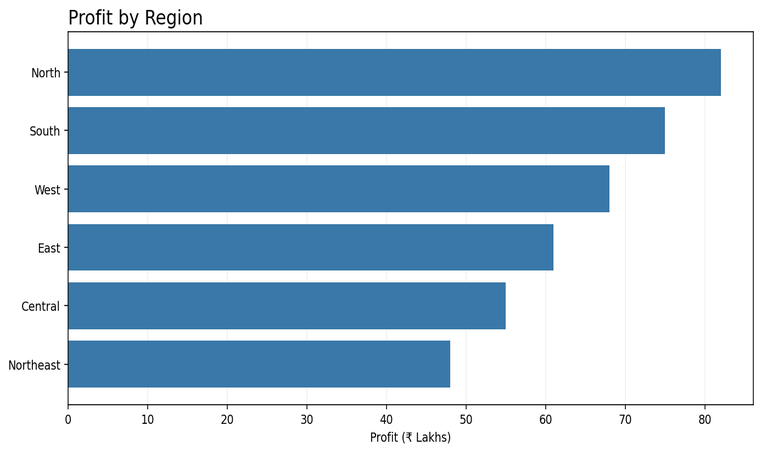 Profit by Region
North
South
West
East
Central
Northeast
0 10 20 30 40 50 60 70 80
Profit (₹ Lakhs)